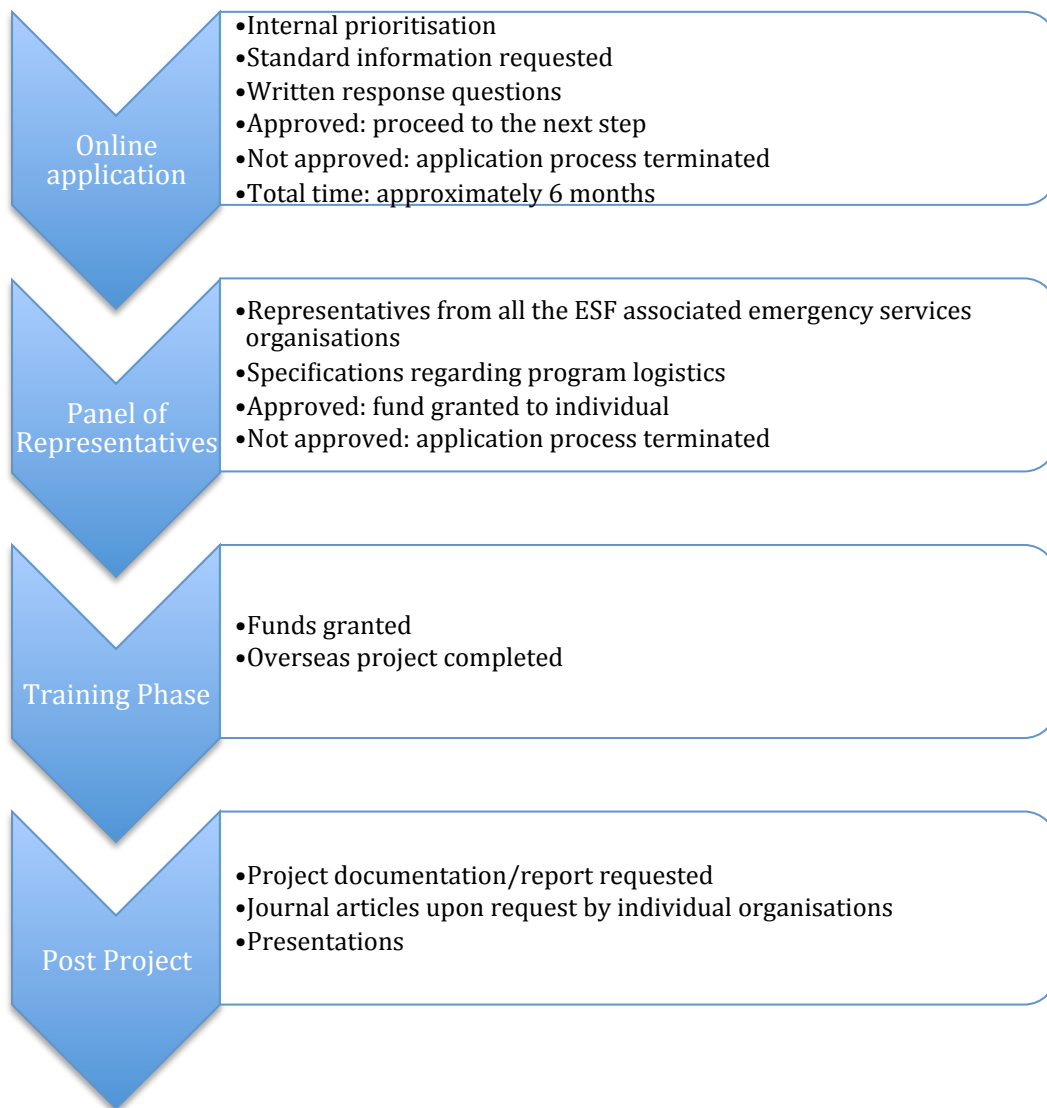 Online
application
•Internal prioritisation
•Standard information requested
•Written response questions
•Approved: proceed to the next step
•Not approved: application process terminated
•Total time: approximately 6 months
Panel of
Representatives
•Representatives from all the ESF associated emergency services
organisations
•Specifications regarding program logistics
•Approved: fund granted to individual
•Not approved: application process terminated
Training Phase
•Funds granted
•Overseas project completed
Post Project
•Project documentation/report requested
•Journal articles upon request by individual organisations
•Presentations